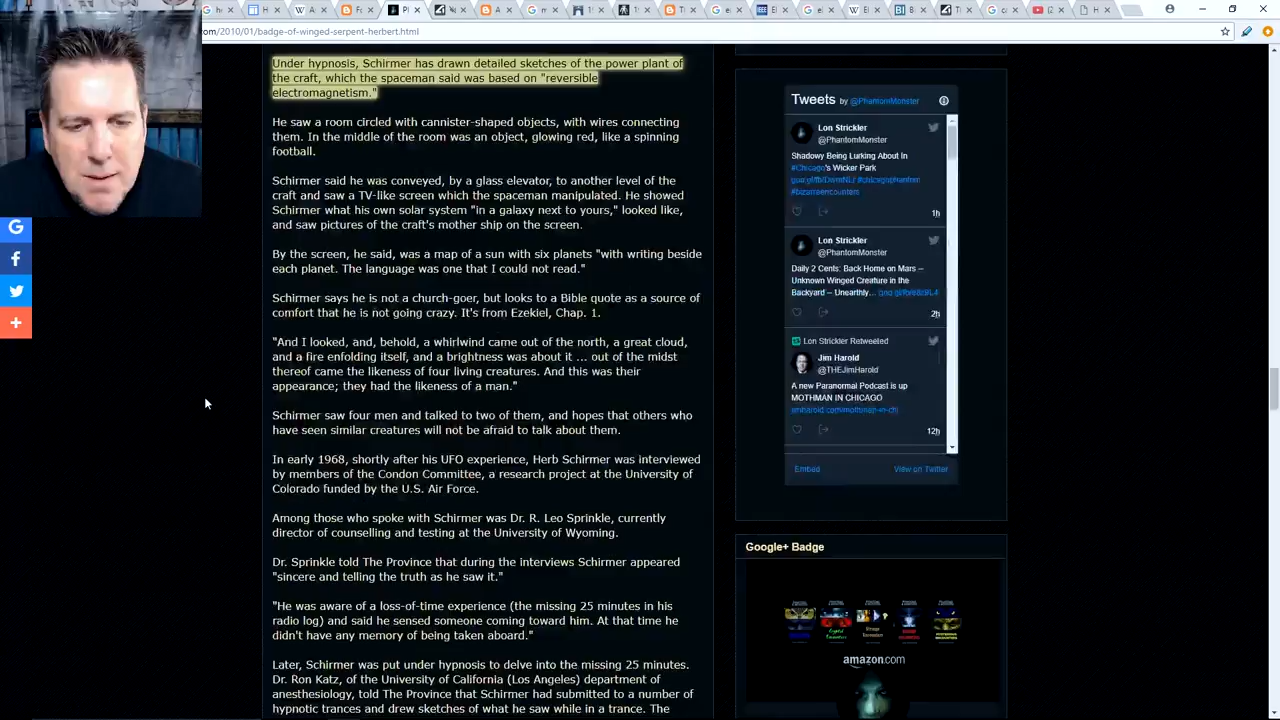 com/2010/01/badge-of-winged-serpent-herbert.html
Under hypnosis, Schirmer has drawn detailed sketches of the power plant of
the craft, which the spaceman said was based on "reversible
electromagnetism."
He saw a room circled with cannister-shaped objects, with wires connecting
them. In the middle of the room was an object, glowing red, like a spinning
football.
Schirmer said he was conveyed, by a glass elevator, to another level of the
craft and saw a TV-like screen which the spaceman manipulated. He showed
Schirmer what his own solar system "in a galaxy next to yours," looked like,
and saw pictures of the craft's mother ship on the screen.
By the screen, he said, was a map of a sun with six planets "with writing beside
each planet. The language was one that I could not read."
Schirmer says he is not a church-goer, but looks to a Bible quote as a source of
comfort that he is not going crazy. It's from Ezekiel, Chap. 1.
"And I looked, and, behold, a whirlwind came out of the north, a great cloud,
and a fire enfolding itself, and a brightness was about it ... out of the midst
thereof came the likeness of four living creatures. And this was their
appearance; they had the likeness of a man."
Schirmer saw four men and talked to two of them, and hopes that others who
have seen similar creatures will not be afraid to talk about them.
In early 1968, shortly after his UFO experience, Herb Schirmer was interviewed
by members of the Condon Committee, a research project at the University of
Colorado funded by the U.S. Air Force.
Among those who spoke with Schirmer was Dr. R. Leo Sprinkle, currently
director of counselling and testing at the University of Wyoming.
Dr. Sprinkle told The Province that during the interviews Schirmer appeared
"sincere and telling the truth as he saw it."
"He was aware of a loss-of-time experience (the missing 25 minutes in his
radio log) and said he sensed someone coming toward him. At that time he
didn't have any memory of being taken aboard."
Later, Schirmer was put under hypnosis to delve into the missing 25 minutes.
Dr. Ron Katz, of the University of California (Los Angeles) department of
anesthesiology, told The Province that Schirmer had submitted to a number of
hypnotic trances and drew sketches of what he saw while in a trance. The
Tweets by @PhantomMonster
Lon Strickler
@PhantomMonster
Shadowy Being Lurking About In
#Chicago's Wicker Park
#bizarreencounters
1h
Lon Strickler
@PhantomMonster
Daily 2 Cents: Back Home on Mars --
Unknown Winged Creature in the
Backyard -- Unearthly...
2h
Lon Strickler Retweeted
Jim Harold
@THEJimHarold
A new Paranormal Podcast is up
MOTHMAN IN CHICAGO
12h
Embed
View on Twitter
Google+ Badge
amazon.com